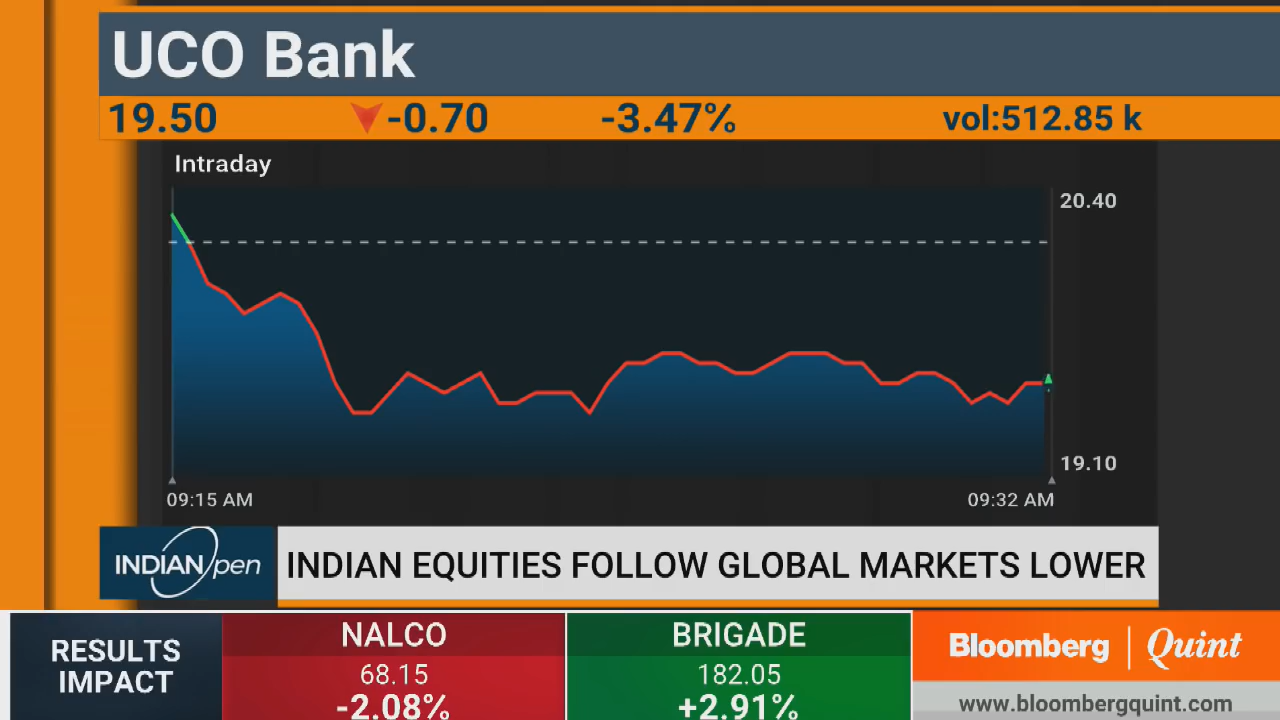 UCO Bank
19.50 -0.70 -3.47% vol:512.85 k
Intraday
20.40
19.10
09:15 AM 09:32 AM
INDIAN Open
INDIAN EQUITIES FOLLOW GLOBAL MARKETS LOWER
RESULTS IMPACT
NALCO
68.15
-2.08%
BRIGADE
182.05
+2.91%
Bloomberg | Quint
www.bloombergquint.com